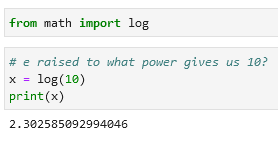 from math import log
# e raised to what power gives us 10?
x = log(10)
print(x)
2.302585092994046